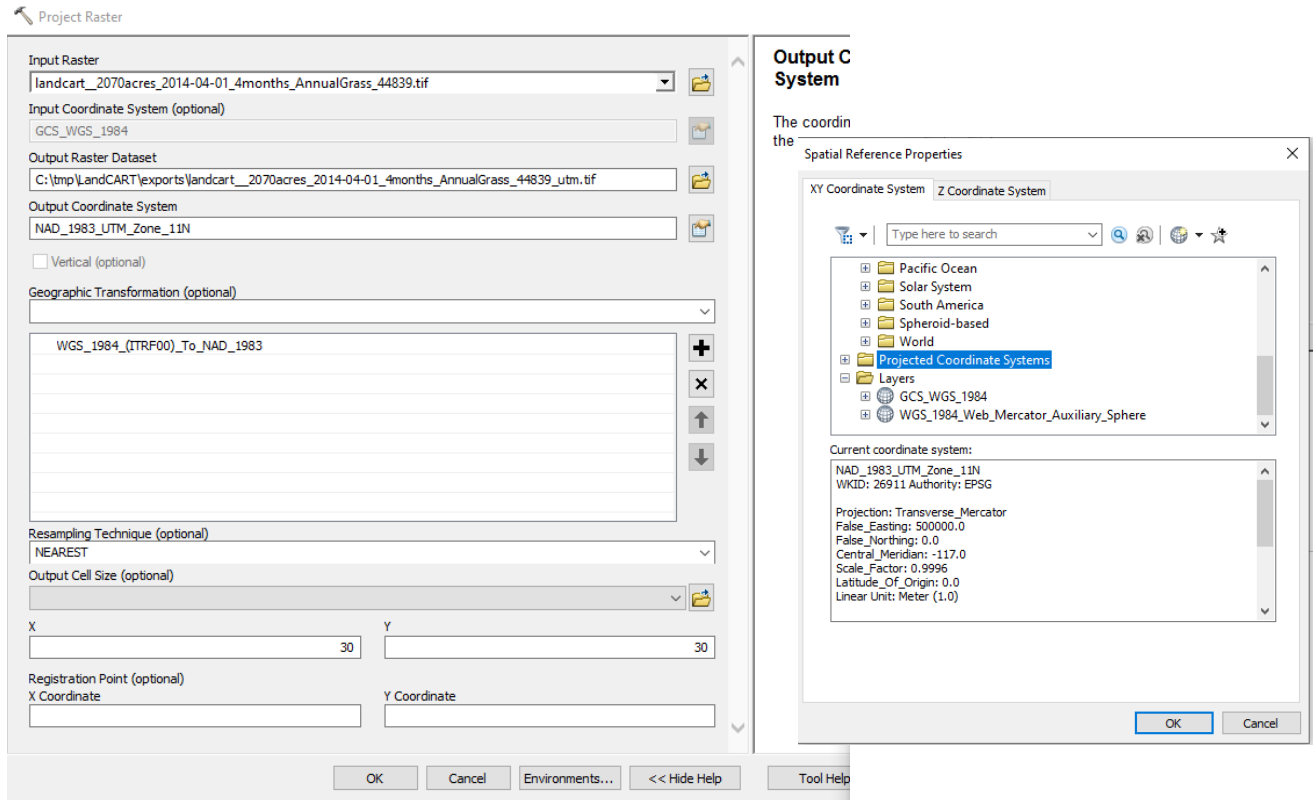 Project Raster
Input Raster
landcart__2070acres_2014-04-01_4months_AnnualGrass_44839.tif
Input Coordinate System (optional)
GCS_WGS_1984
Output Raster Dataset
C:\tmp\LandCART\exports\landcart__2070acres_2014-04-01_4months_AnnualGrass_44839_utm.tif
Output Coordinate System
NAD_1983_UTM_Zone_11N
Vertical (optional)
Geographic Transformation (optional)
WGS_1984_(ITRF00)_To_NAD_1983
Resampling Technique (optional)
NEAREST
Output Cell Size (optional)
X Y
30 30
Registration Point (optional)
X Coordinate Y Coordinate
OK Cancel Environments... << Hide Help Tool Help
Output C
System
The coordin
the
Spatial Reference Properties
XY Coordinate System Z Coordinate System
Type here to search
Pacific Ocean
Solar System
South America
Spheroid-based
World
Projected Coordinate Systems
Layers
GCS_WGS_1984
WGS_1984_Web_Mercator_Auxiliary_Sphere
Current coordinate system:
NAD_1983_UTM_Zone_11N
WKID: 26911 Authority: EPSG
Projection: Transverse_Mercator
False_Easting: 500000.0
False_Northing: 0.0
Central_Meridian: -117.0
Scale_Factor: 0.9996
Latitude_Of_Origin: 0.0
Linear Unit: Meter (1.0)
OK Cancel